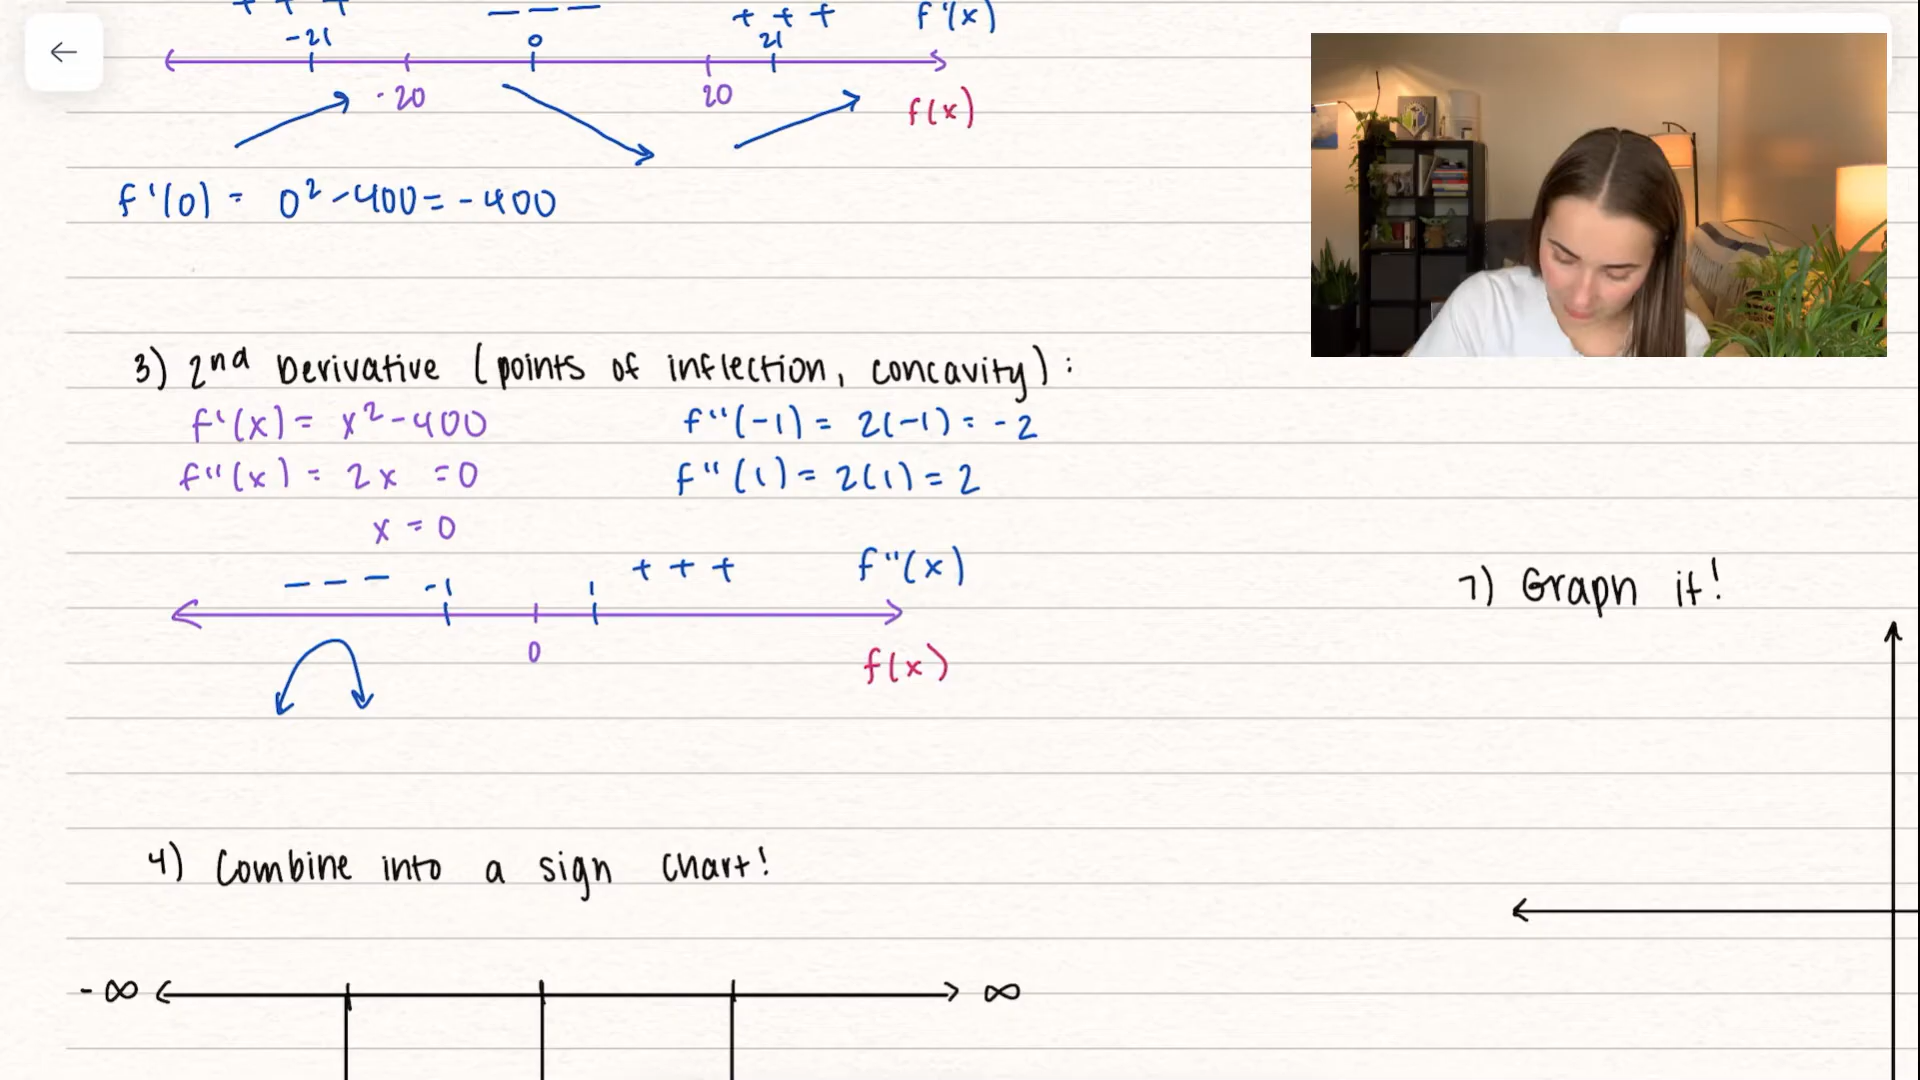 + + + − − − + + + f'(x)
-21 0 21
-20 20 f(x)
f'(0) = 0² - 400 = -400
3) 2nd Derivative (points of inflection, concavity):
f'(x) = x² - 400 f''(-1) = 2(-1) = -2
f''(x) = 2x = 0 f''(1) = 2(1) = 2
x = 0
− − − -1 1 + + + f''(x)
0 f(x)
7) Graph it!
4) Combine into a sign chart!
-∞ ∞